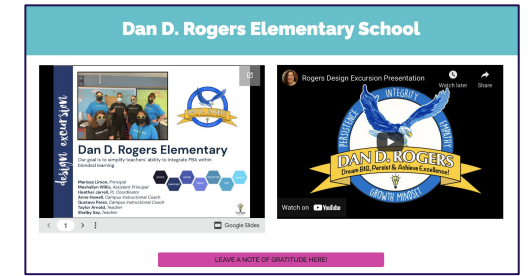 Dan D. Rogers Elementary School
design excursion
Dan D. Rogers Elementary
Our goal is to simplify teachers' ability to integrate PBA within
blended learning.
Marissa Limon, Principal
Meshellyn Willis, Assistant Principal
Heather Jarrell, PL Coordinator
Anne Howell, Campus Instructional Coach
Gustavo Perez, Campus Instructional Coach
Taylor Arnold, Teacher
Shelby Say, Teacher
1
Google Slides
Rogers Design Excursion Presentation
Watch later
Share
PERSISTENCE
INTEGRITY
EMPATHY
DAN D. ROGERS
Dream BIG, Persist & Achieve Excellence!
GROWTH MINDSET
Watch on YouTube
LEAVE A NOTE OF GRATITUDE HERE!